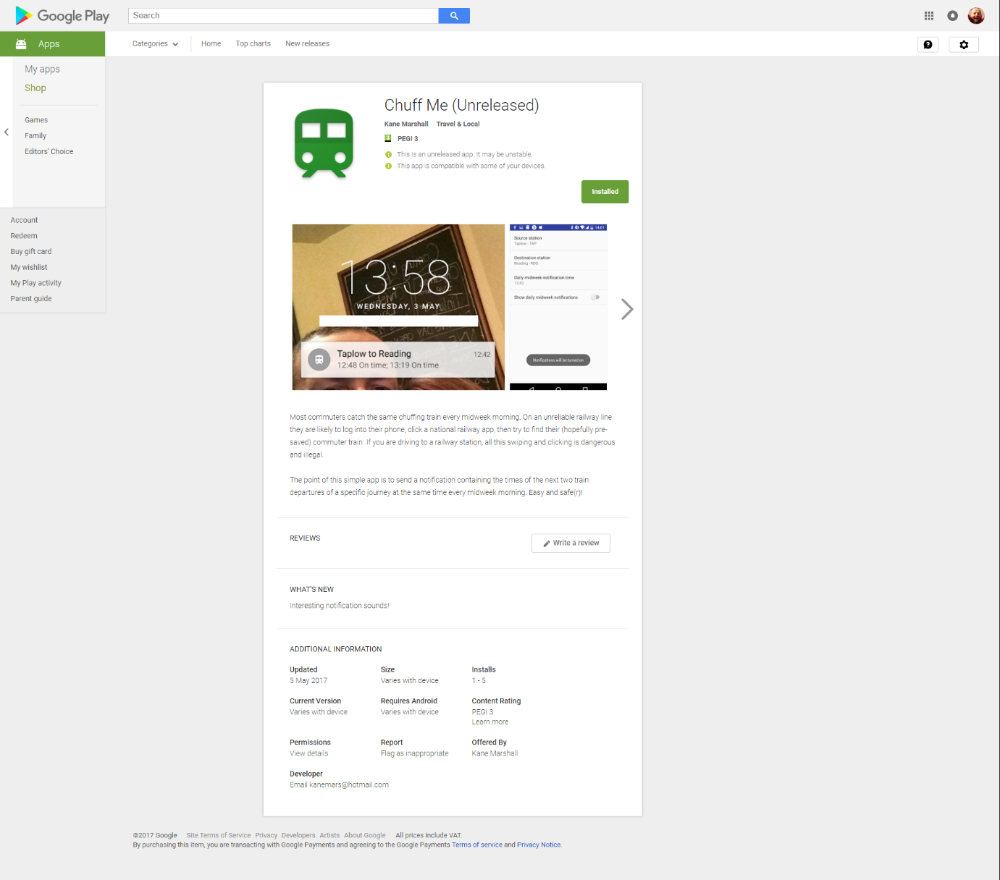 Google Play
Search
Apps
Categories
Home
Top charts
New releases
My apps
Shop
Games
Family
Editors' Choice
Account
Redeem
Buy gift card
My wishlist
My Play activity
Parent guide
Chuff Me (Unreleased)
Kane Marshall Travel & Local
PEGI 3
This is an unreleased app. It may be unstable.
This app is compatible with some of your devices.
Installed
13:58
WEDNESDAY, 3 MAY
Taplow to Reading 12:42
12:48 On time; 13:19 On time
14:01
Source station
Taplow - TAP
Destination station
Reading - RDG
Daily midweek notification time
12:42
Show daily midweek notifications
Notifications will be turned on
Most commuters catch the same chuffing train every midweek morning. On an unreliable railway line
they are likely to log into their phone, click a national railway app, then try to find their (hopefully pre-
saved) commuter train. If you are driving to a railway station, all this swiping and clicking is dangerous
and illegal.
The point of this simple app is to send a notification containing the times of the next two train
departures of a specific journey at the same time every midweek morning. Easy and safe(r)!
REVIEWS
Write a review
WHAT'S NEW
Interesting notification sounds!
ADDITIONAL INFORMATION
Updated
5 May 2017
Size
Varies with device
Installs
1 - 5
Current Version
Varies with device
Requires Android
Varies with device
Content Rating
PEGI 3
Learn more
Permissions
View details
Report
Flag as inappropriate
Offered By
Kane Marshall
Developer
Email kanemars@hotmail.com
©2017 Google Site Terms of Service Privacy Developers Artists About Google All prices include VAT.
By purchasing this item, you are transacting with Google Payments and agreeing to the Google Payments Terms of service and Privacy Notice.